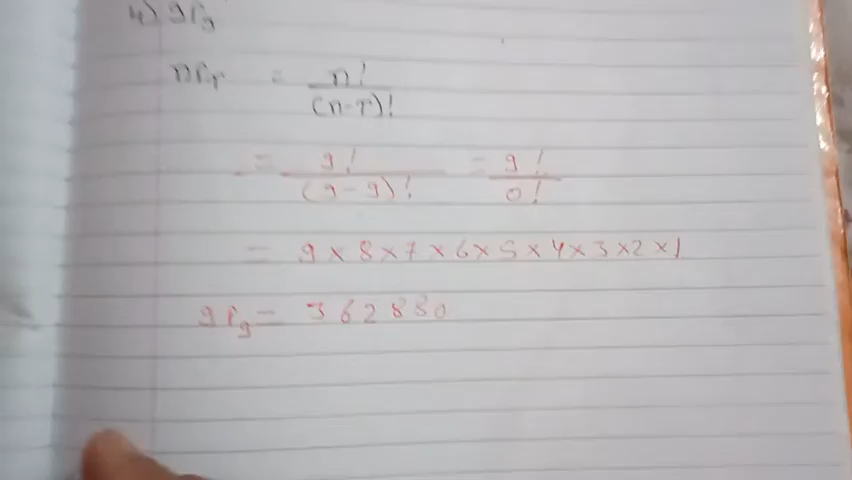 4) 9P9
nPr = n! / (n-r)!
= 9! / (9-9)! = 9! / 0!
= 9 × 8 × 7 × 6 × 5 × 4 × 3 × 2 × 1
9P9 = 362880